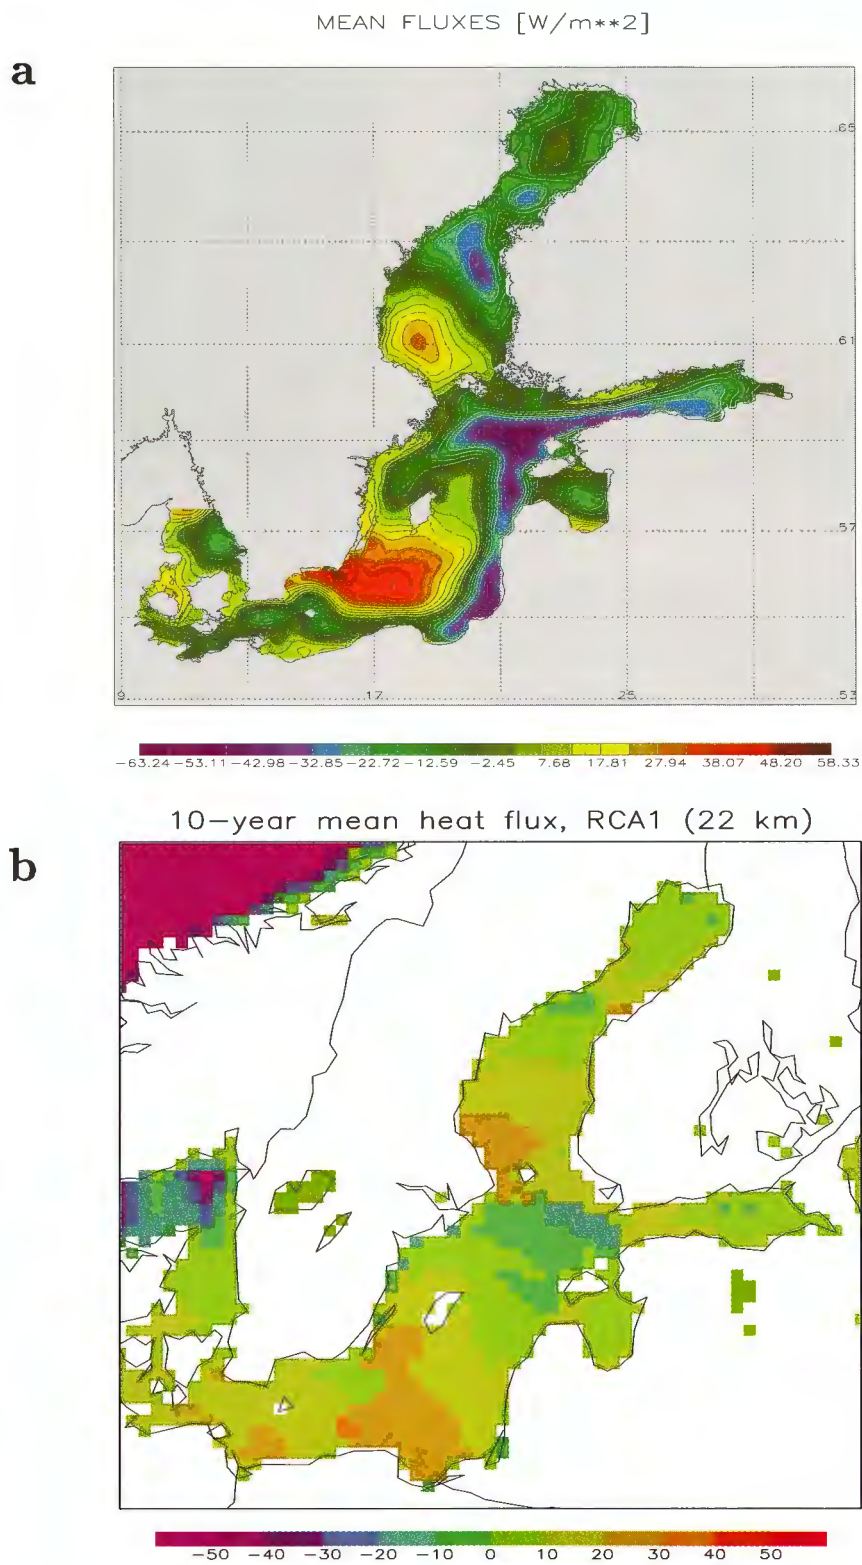 MEAN FLUXES [W/m**2]
a
65
61
57
9 17 25 53
-63.24 -53.11 -42.98 -32.85 -22.72 -12.59 -2.45 7.68 17.81 27.94 38.07 48.20 58.33
10-year mean heat flux, RCA1 (22 km)
b
-50 -40 -30 -20 -10 0 10 20 30 40 50